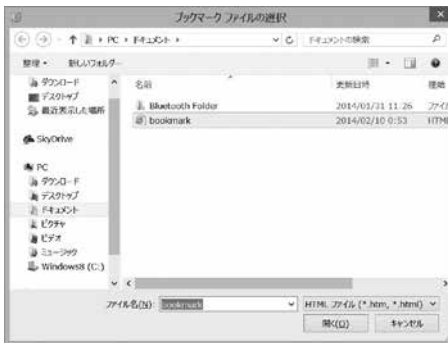 ブックマーク ファイルの選択
PC ドキュメント ドキュメントの検索
整理 新しいフォルダー
ダウンロード
デスクトップ
最近表示した場所
SkyDrive
PC
ダウンロード
デスクトップ
ドキュメント
ピクチャ
ビデオ
ミュージック
Windows8 (C:)
名前 更新日時 種類
Bluetooth Folder 2014/01/31 11:26 ファイ
bookmark 2014/02/10 0:53 HTML
ファイル名(N): bookmark HTML ファイル (*.htm, *.html)
開く(O) キャンセル